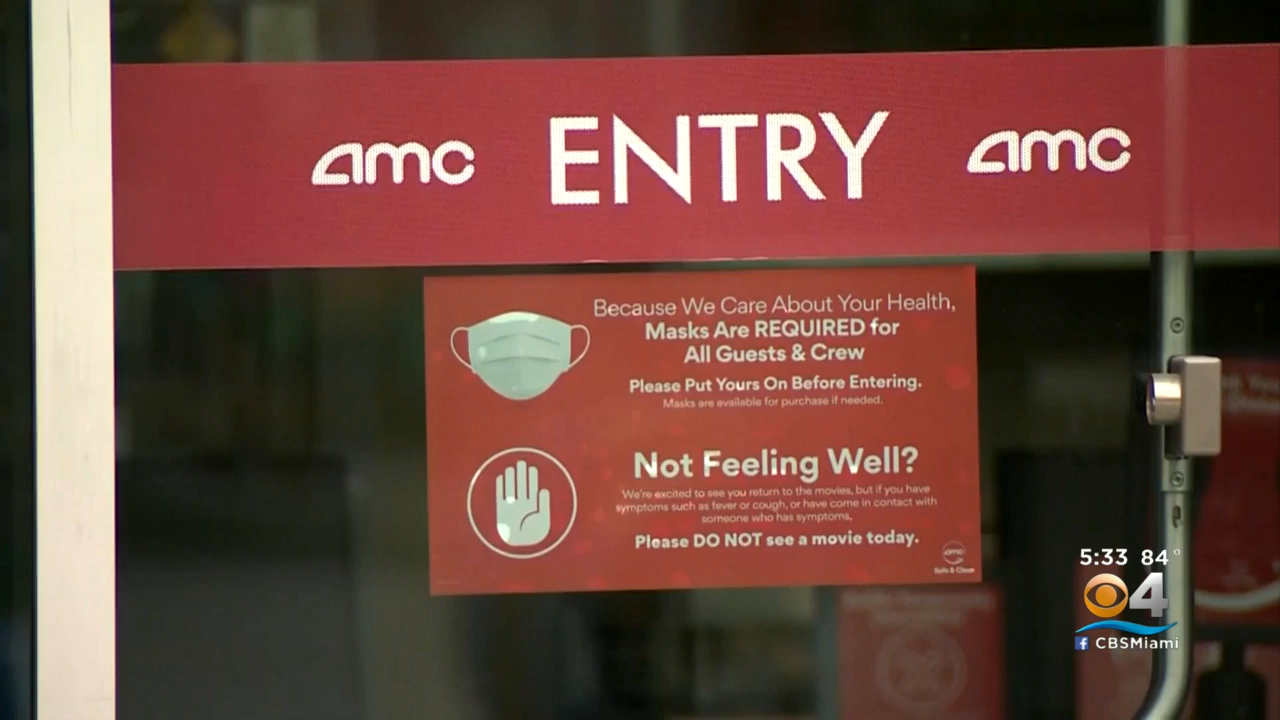 amc ENTRY amc
Because We Care About Your Health,
Masks Are REQUIRED for
All Guests & Crew
Please Put Yours On Before Entering.
Masks are available for purchase if needed.
Not Feeling Well?
We're excited to see you return to the movies, but if you have
symptoms such as fever or cough, or have come in contact with
someone who has symptoms,
Please DO NOT see a movie today.
amc
Safe & Clean
5:33 84°
4
f CBSMiami